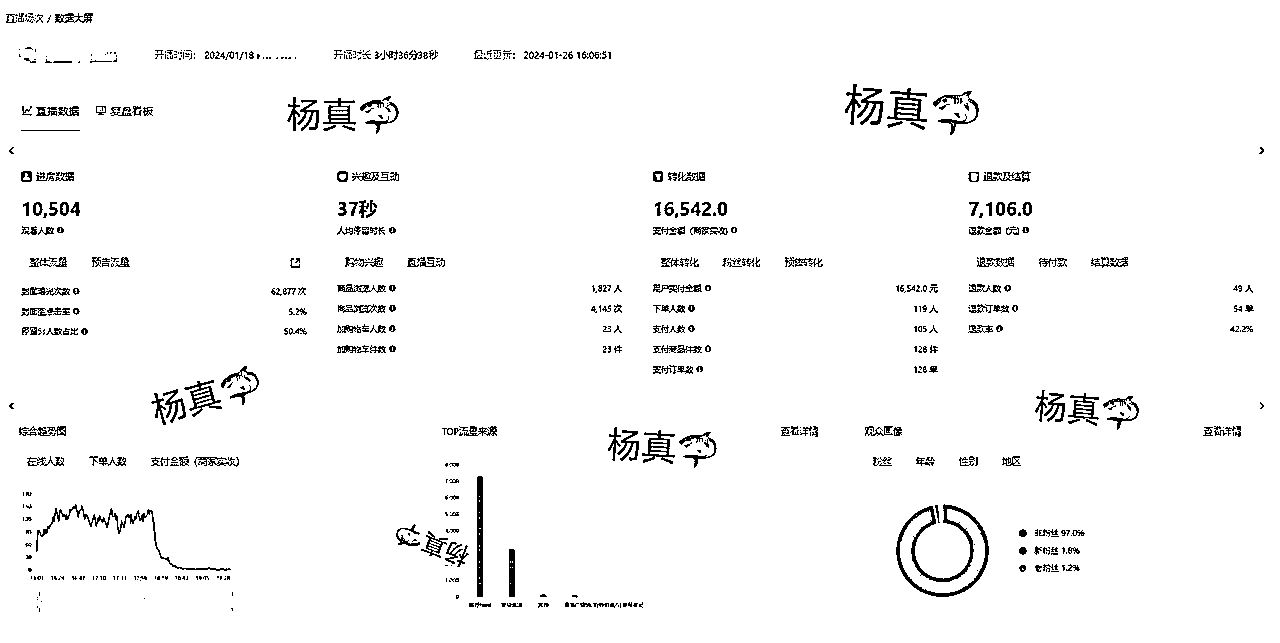 直播场次 / 数据大屏
开播时间: 2024/01/18
开播时长 3小时36分38秒
最近更新: 2024-01-26 16:06:51
直播数据
复盘看板
杨真
杨真
进房数据
10,504
观看人数
整体流量 预告流量
封面曝光次数 62,877 次
封面至点击率 5.2%
停留51人数占比 50.4%
兴趣及互动
37秒
人均停留时长
购物兴趣 直播互动
商品浏览人数 1,827 人
商品浏览次数 4,145 次
加购物车人数 23 人
加购物车件数 23 件
转化数据
16,542.0
支付金额 (商家实收)
整体转化 粉丝转化 预售转化
用户实付金额 16,542.0 元
下单人数 119 人
支付人数 105 人
支付商品件数 128 件
支付订单数 128 单
退款及结算
7,106.0
退款金额 (元)
退款数据 待付款 结算数据
退款人数 49 人
退款订单数 54 单
退款率 42.2%
杨真
杨真
综合趋势图
在线人数 下单人数 支付金额 (商家实收)
TOP流量来源
杨真
查看详情
杨真
观众画像
查看详情
粉丝 年龄 性别 地区
非粉丝 97.0%
新粉丝 1.8%
老粉丝 1.2%